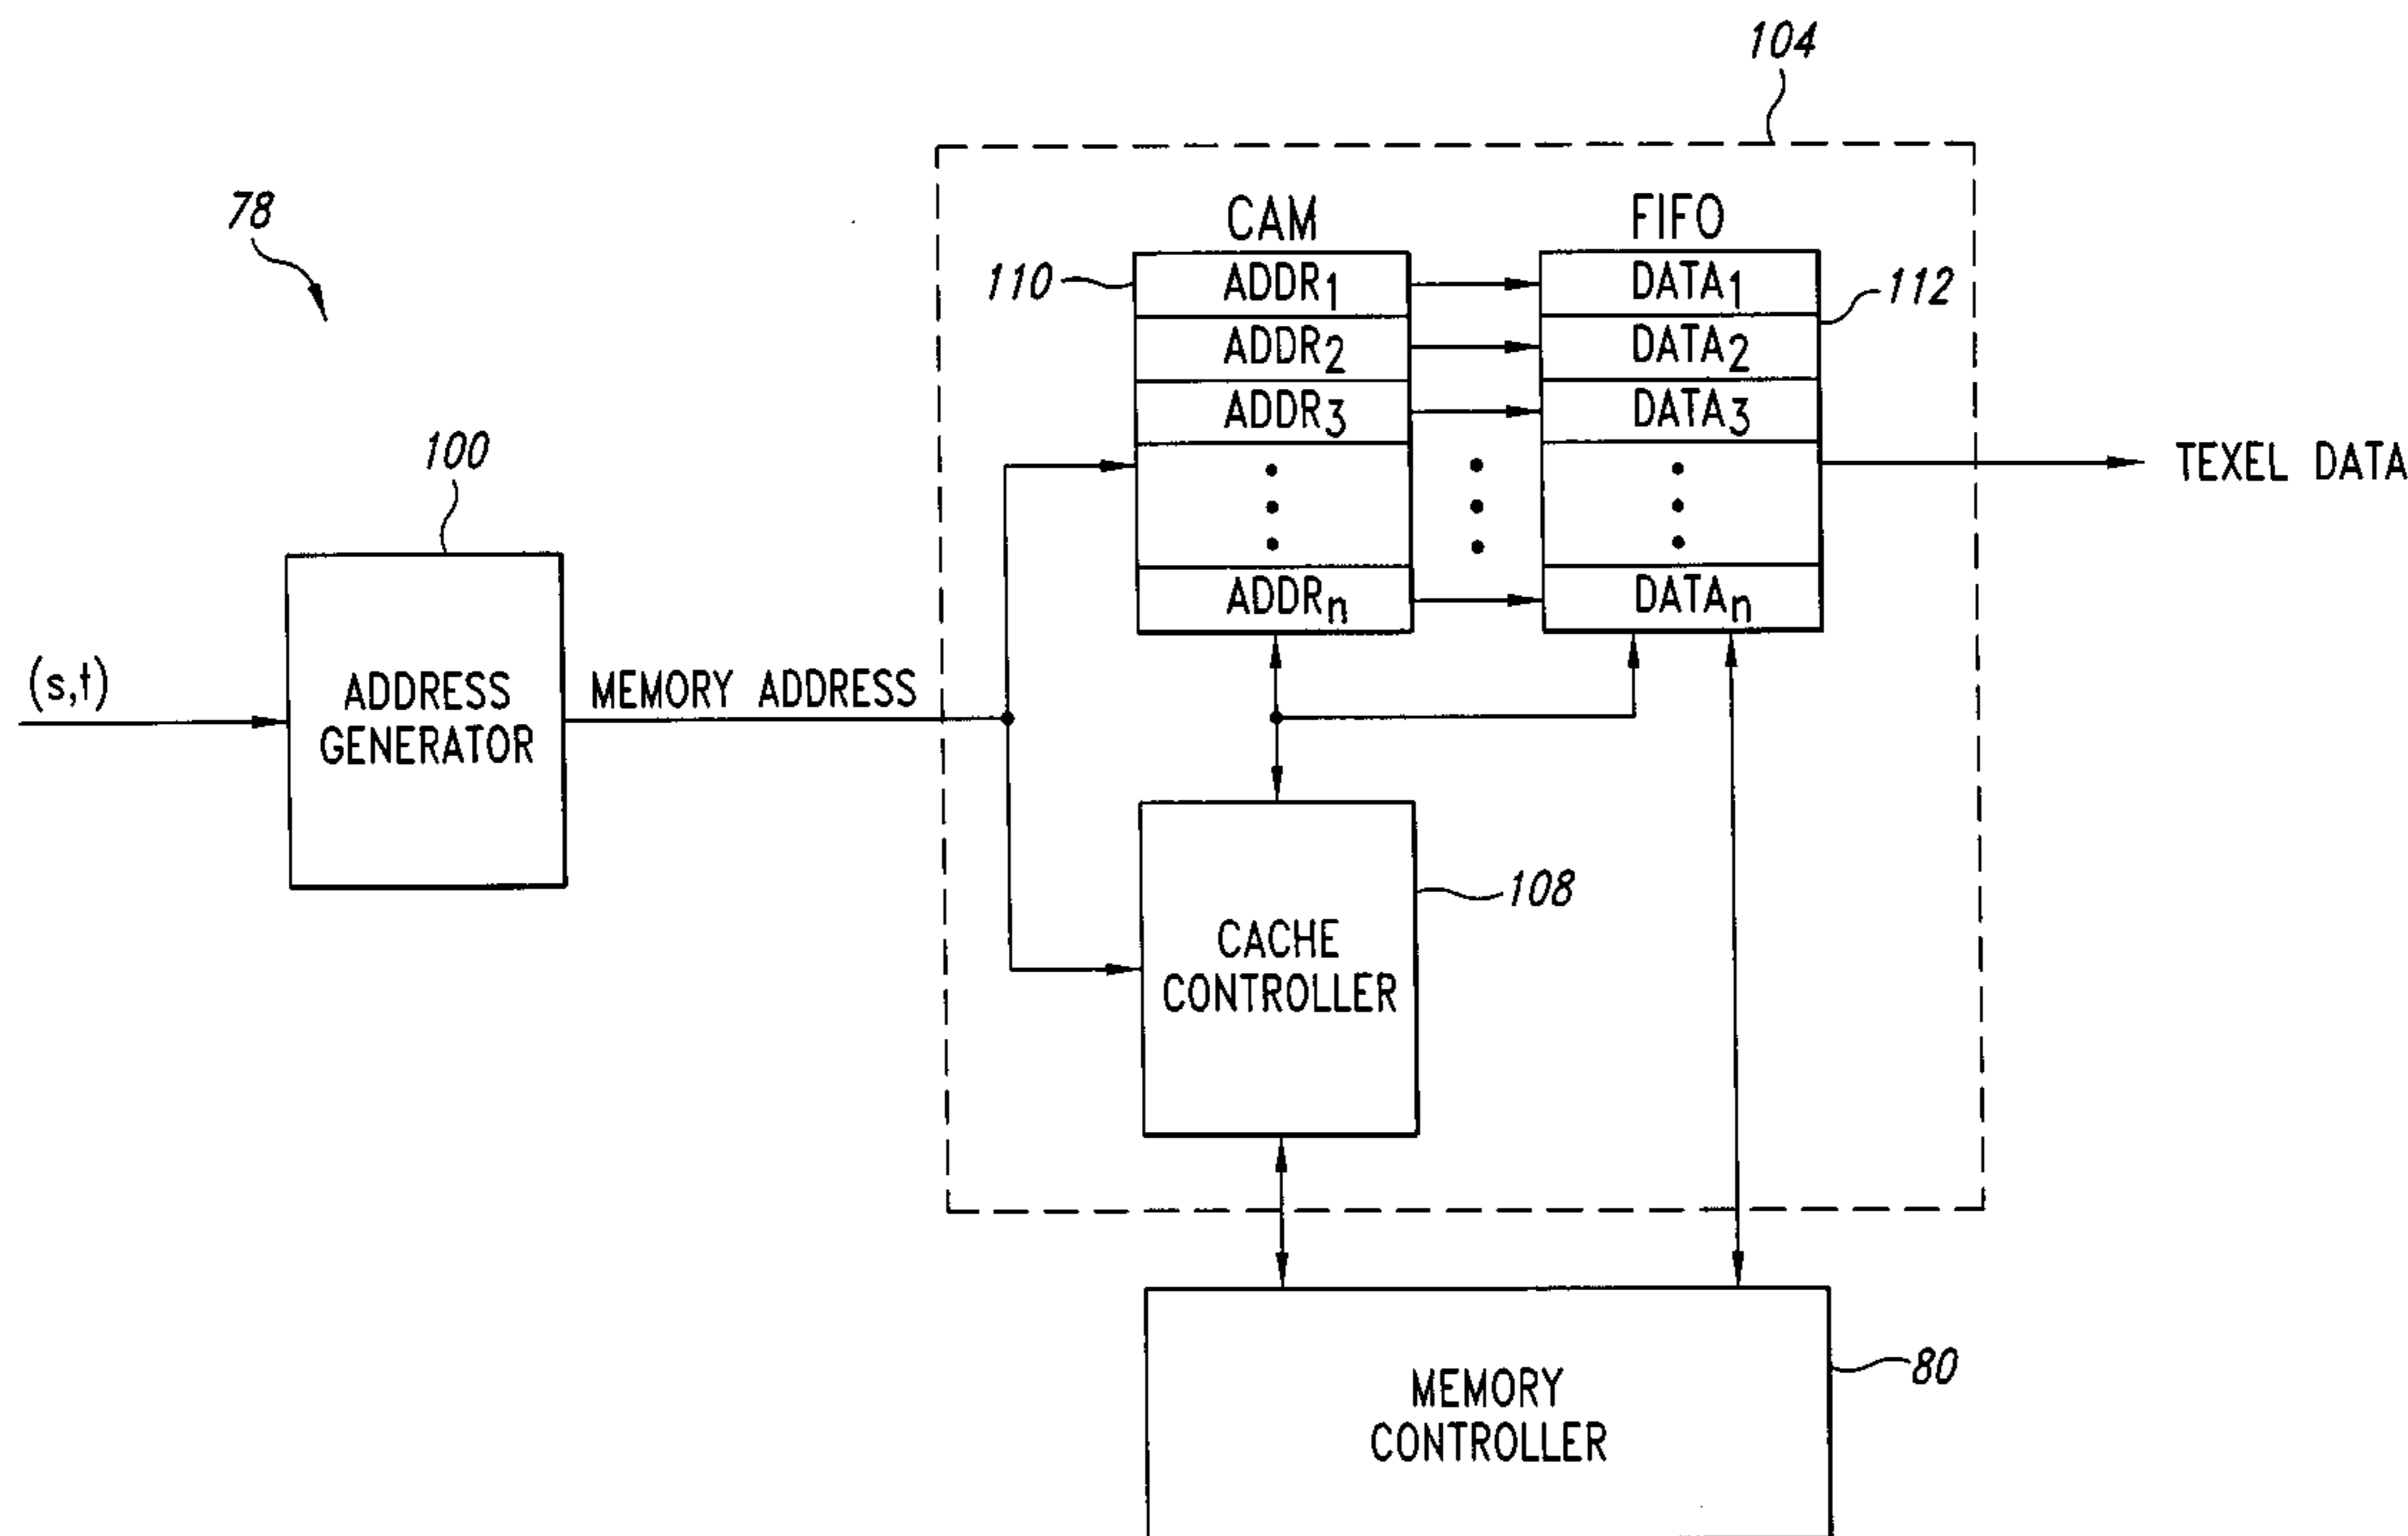 104
78
CAM
FIFO
110
ADDR1
DATA1
112
ADDR2
DATA2
ADDR3
DATA3
100
TEXEL DATA
ADDRn
DATAn
(s,t)
ADDRESS
GENERATOR
MEMORY ADDRESS
108
CACHE
CONTROLLER
80
MEMORY
CONTROLLER